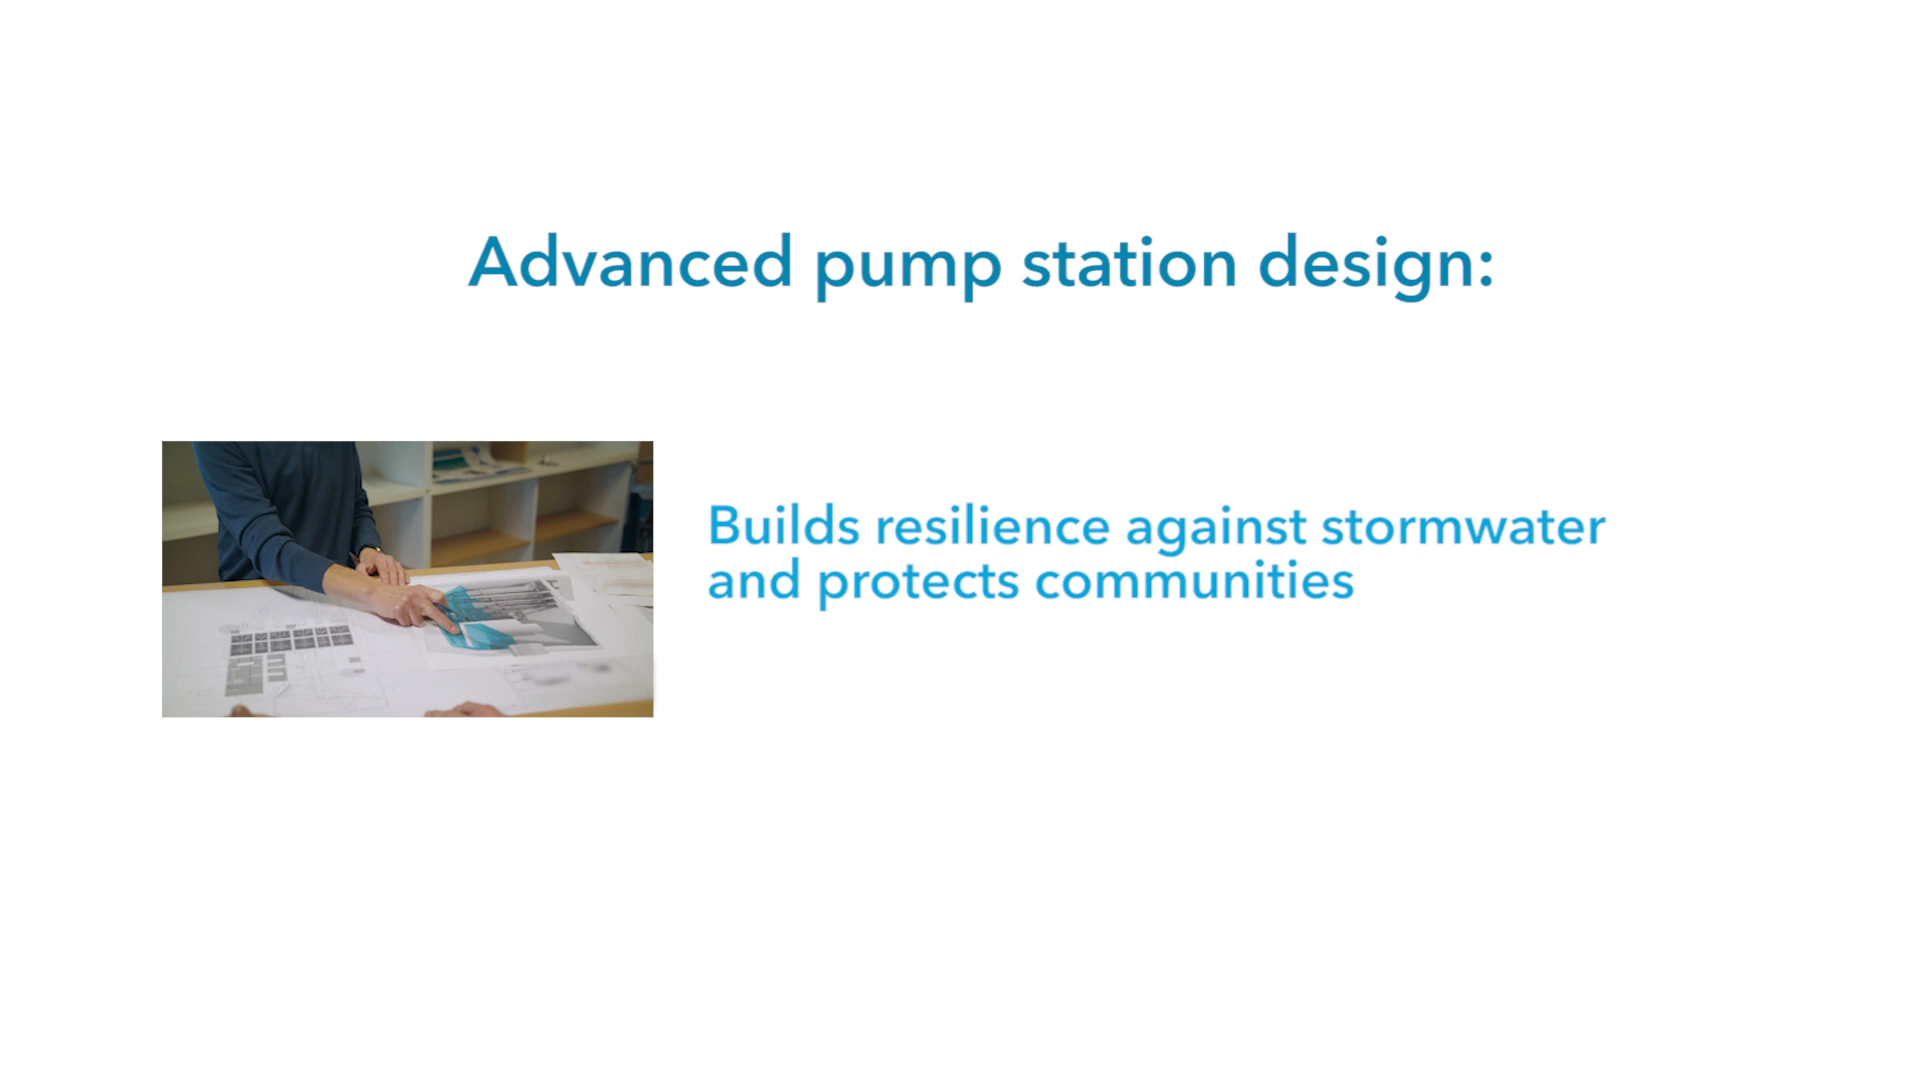 Advanced pump station design:
Builds resilience against stormwater
and protects communities